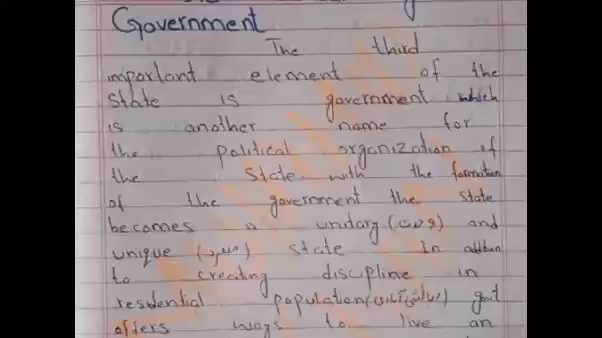 Government
The third
important element of the
State is government which
is another name for
the political organization of
the State with the formation
of the government the state
becomes a unitary ( ) and
unique ( ) state In addition
to creating discipline in
residential population ( ) govt
offers ways to live an